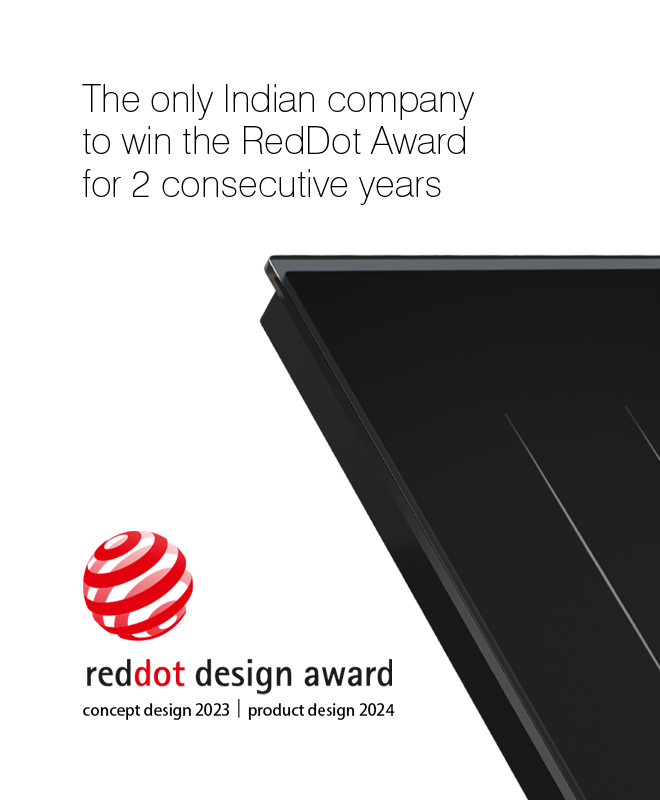 The only Indian company
to win the RedDot Award
for 2 consecutive years
reddot design award
concept design 2023 | product design 2024